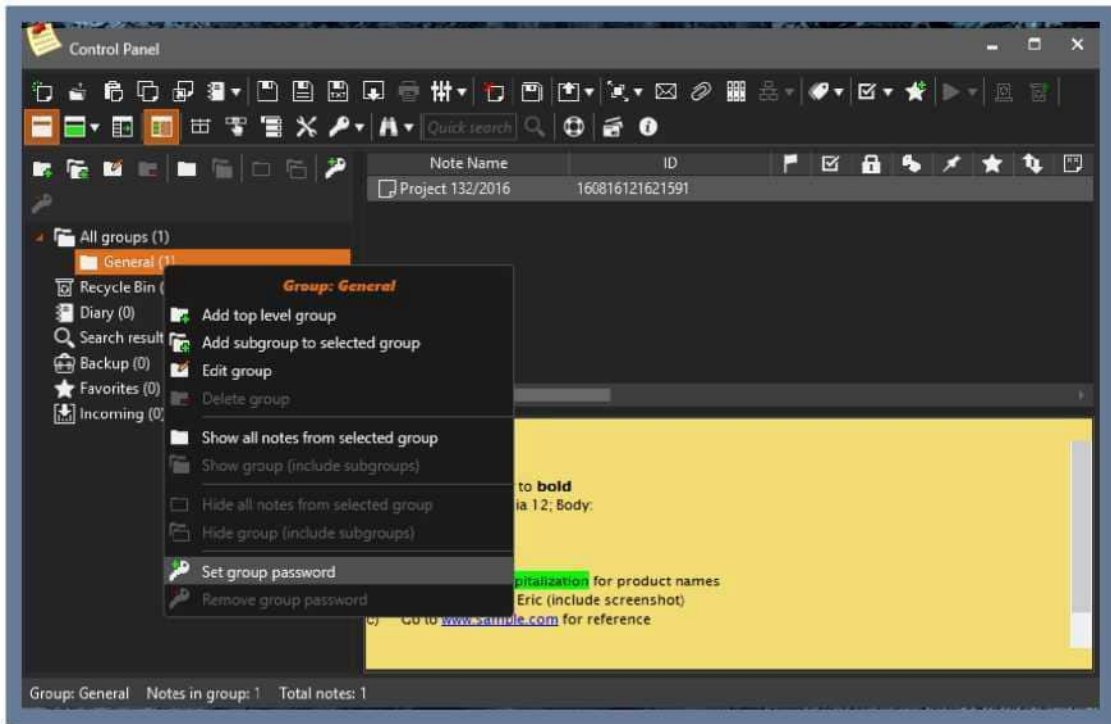 Control Panel
Quick search
Note Name ID
Project 132/2016 160816121621591
All groups (1)
General (1)
Recycle Bin (
Diary (0)
Search result
Backup (0)
Favorites (0)
Incoming (0)
Group: General
Add top level group
Add subgroup to selected group
Edit group
Delete group
Show all notes from selected group
Show group (include subgroups)
Hide all notes from selected group
Hide group (include subgroups)
Set group password
Remove group password
to bold
ia 12; Body:
pitalization for product names
Eric (include screenshot)
c) Go to www.sample.com for reference
Group: General Notes in group: 1 Total notes: 1